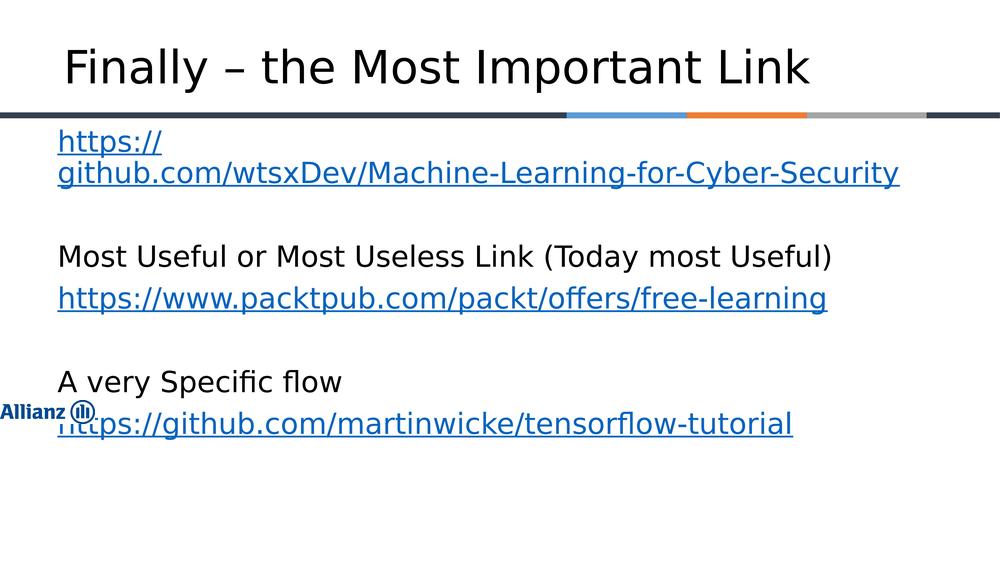 Finally – the Most Important Link
https://
github.com/wtsxDev/Machine-Learning-for-Cyber-Security
Most Useful or Most Useless Link (Today most Useful)
https://www.packtpub.com/packt/offers/free-learning
A very Specific flow
Allianz
https://github.com/martinwicke/tensorflow-tutorial